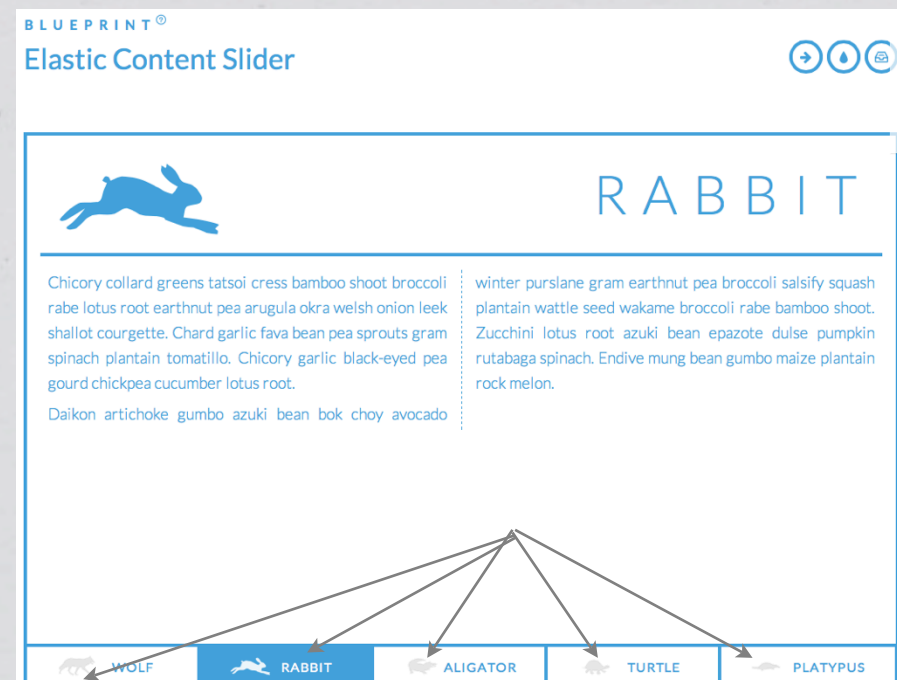 BLUEPRINT
Elastic Content Slider
RABBIT
Chicory collard greens tatsoi cress bamboo shoot broccoli
rabe lotus root earthnut pea arugula okra welsh onion leek
shallot courgette. Chard garlic fava bean pea sprouts gram
spinach plantain tomatillo. Chicory garlic black-eyed pea
gourd chickpea cucumber lotus root.
Daikon artichoke gumbo azuki bean bok choy avocado
winter purslane gram earthnut pea broccoli salsify squash
plantain wattle seed wakame broccoli rabe bamboo shoot.
Zucchini lotus root azuki bean epazote dulse pumpkin
rutabaga spinach. Endive mung bean gumbo maize plantain
rock melon.
WOLF
RABBIT
ALIGATOR
TURTLE
PLATYPUS